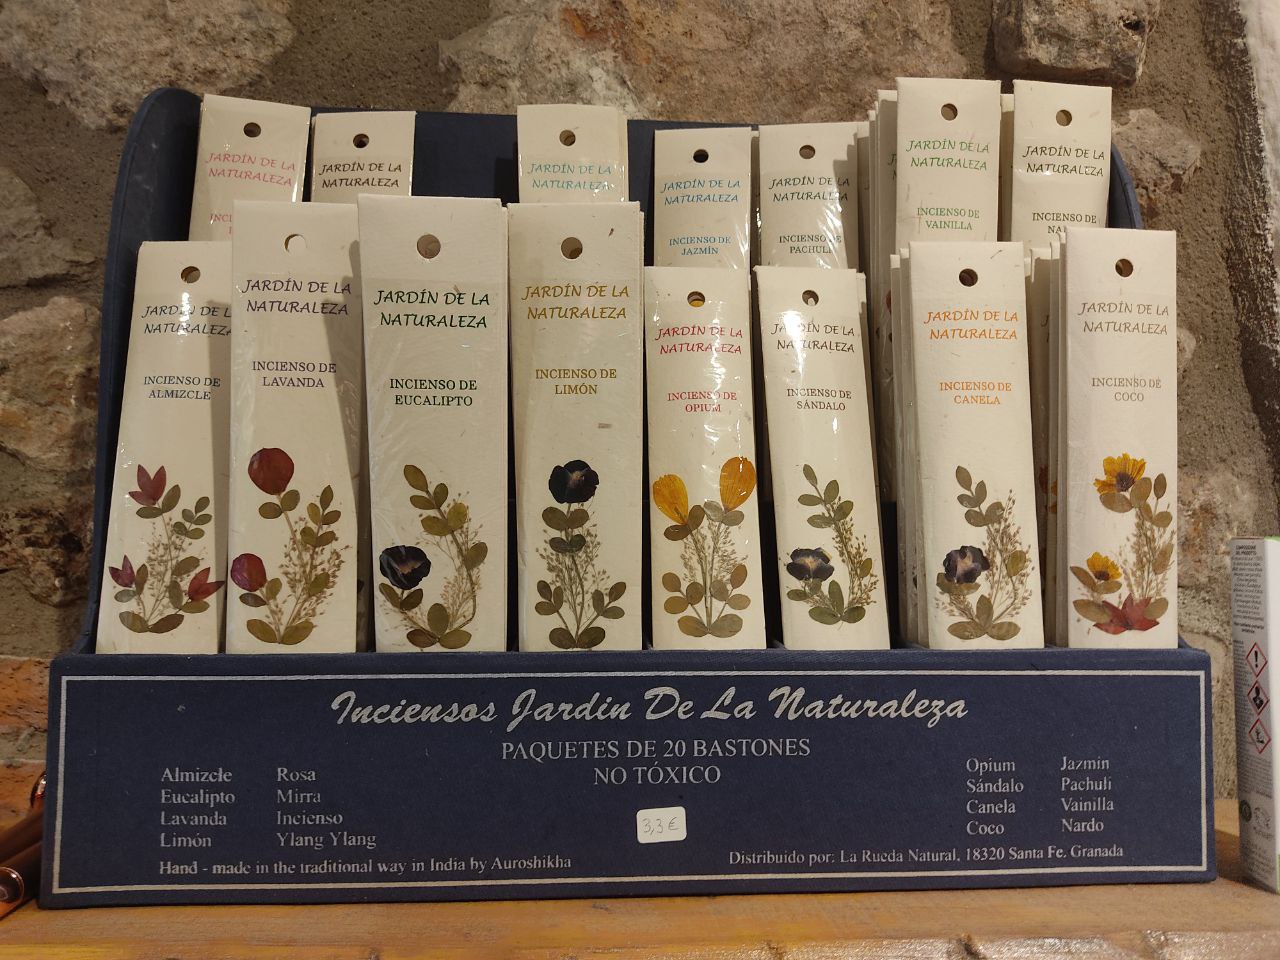 JARDÍN DE LA
NATURALEZA
JARDÍN DE LA
NATURALEZA
JARDÍN DE LA
NATURALEZA
JARDÍN DE LA
NATURALEZA
INCIENSO DE
JAZMÍN
JARDÍN DE LA
NATURALEZA
INCIENSO DE
PACHULI
JARDÍN DE LA
NATURALEZA
INCIENSO DE
VAINILLA
JARDÍN DE LA
NATURALEZA
INCIENSO DE
JARDÍN DE LA
NATURALEZA
INCIENSO DE
ALMIZCLE
JARDÍN DE LA
NATURALEZA
INCIENSO DE
LAVANDA
JARDÍN DE LA
NATURALEZA
INCIENSO DE
EUCALIPTO
JARDÍN DE LA
NATURALEZA
INCIENSO DE
LIMÓN
JARDÍN DE LA
NATURALEZA
INCIENSO DE
OPIUM
JARDÍN DE LA
NATURALEZA
INCIENSO DE
SÁNDALO
JARDÍN DE LA
NATURALEZA
INCIENSO DE
CANELA
JARDÍN DE LA
NATURALEZA
INCIENSO DE
COCO
Inciensos Jardin De La Naturaleza
PAQUETES DE 20 BASTONES
NO TÓXICO
3,3 €
Almizcle
Eucalipto
Lavanda
Limón
Rosa
Mirra
Incienso
Ylang Ylang
Opium
Sándalo
Canela
Coco
Jazmin
Pachuli
Vainilla
Nardo
Hand - made in the traditional way in India by Auroshikha
Distribuido por: La Rueda Natural. 18320 Santa Fe. Granada